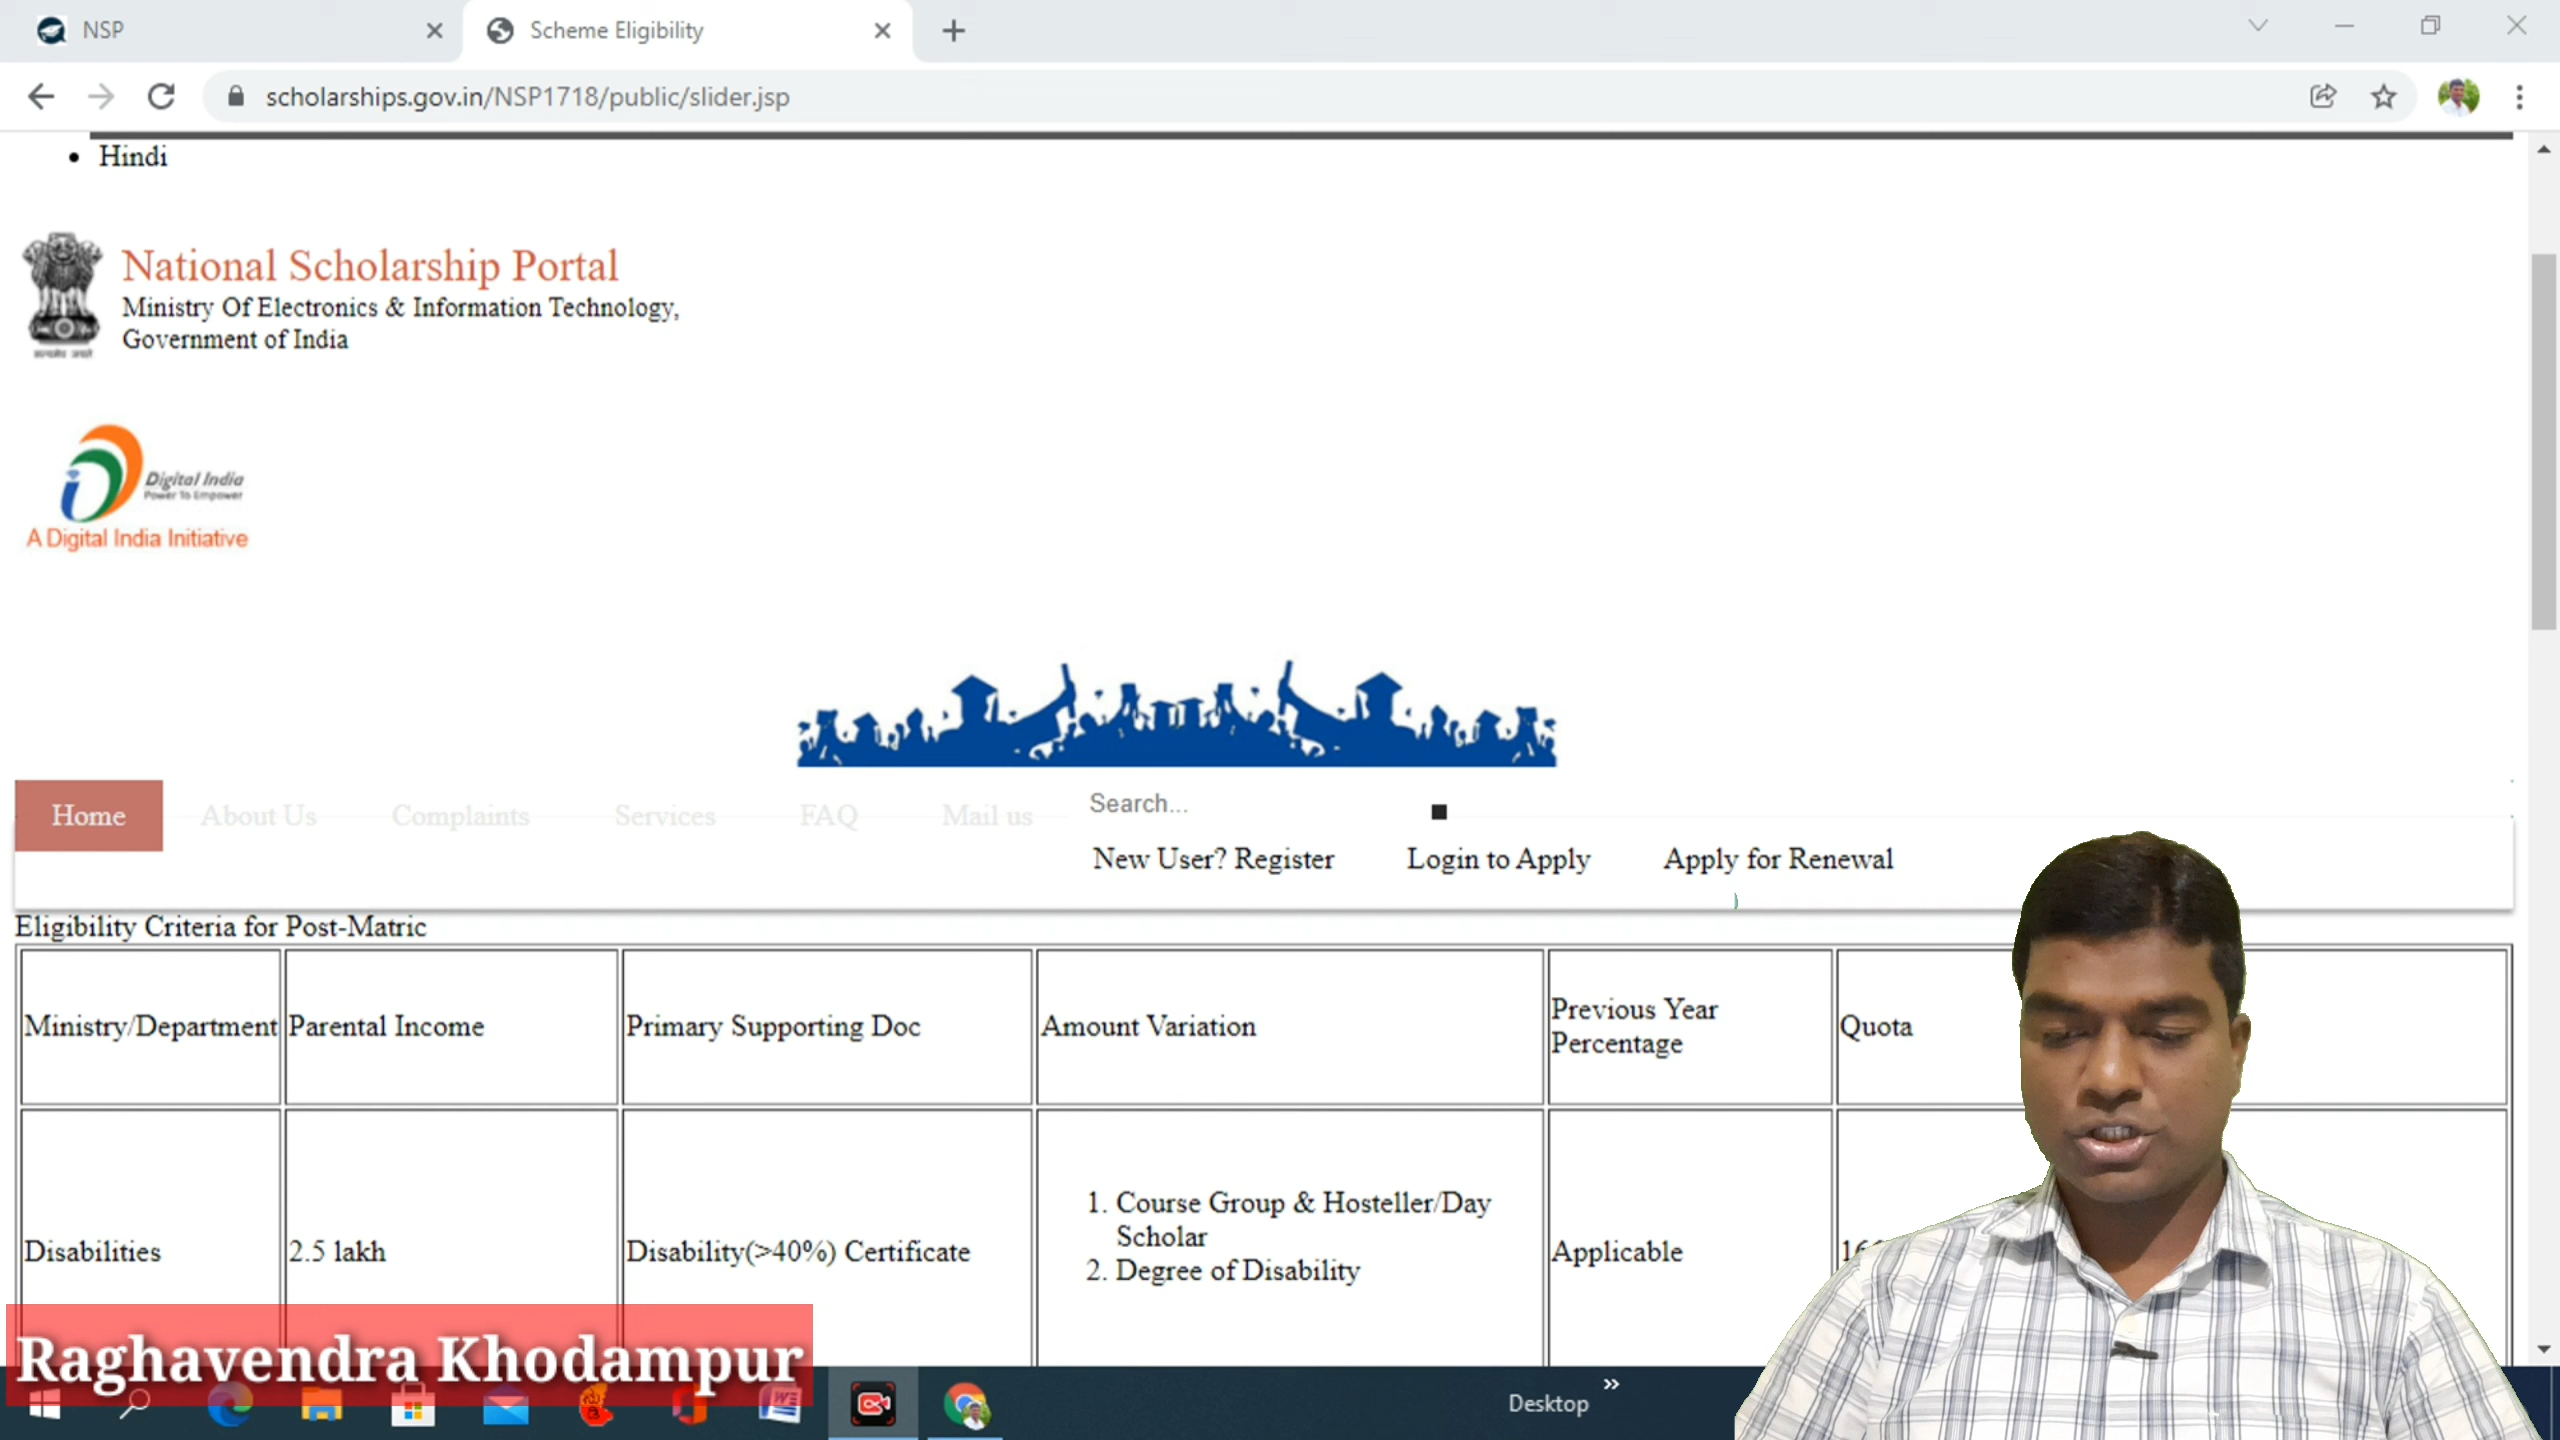 NSP
Scheme Eligibility
scholarships.gov.in/NSP1718/public/slider.jsp
Hindi
National Scholarship Portal
Ministry Of Electronics & Information Technology,
Government of India
Digital India
Power To Empower
A Digital India Initiative
Home About Us Complaints Services FAQ Mail us Search...
New User? Register Login to Apply Apply for Renewal
Eligibility Criteria for Post-Matric
Ministry/Department Parental Income Primary Supporting Doc Amount Variation Previous Year Percentage Quota
Disabilities 2.5 lakh Disability(>40%) Certificate
1. Course Group & Hosteller/Day
Scholar
2. Degree of Disability
Applicable
Raghavendra Khodampur
Desktop